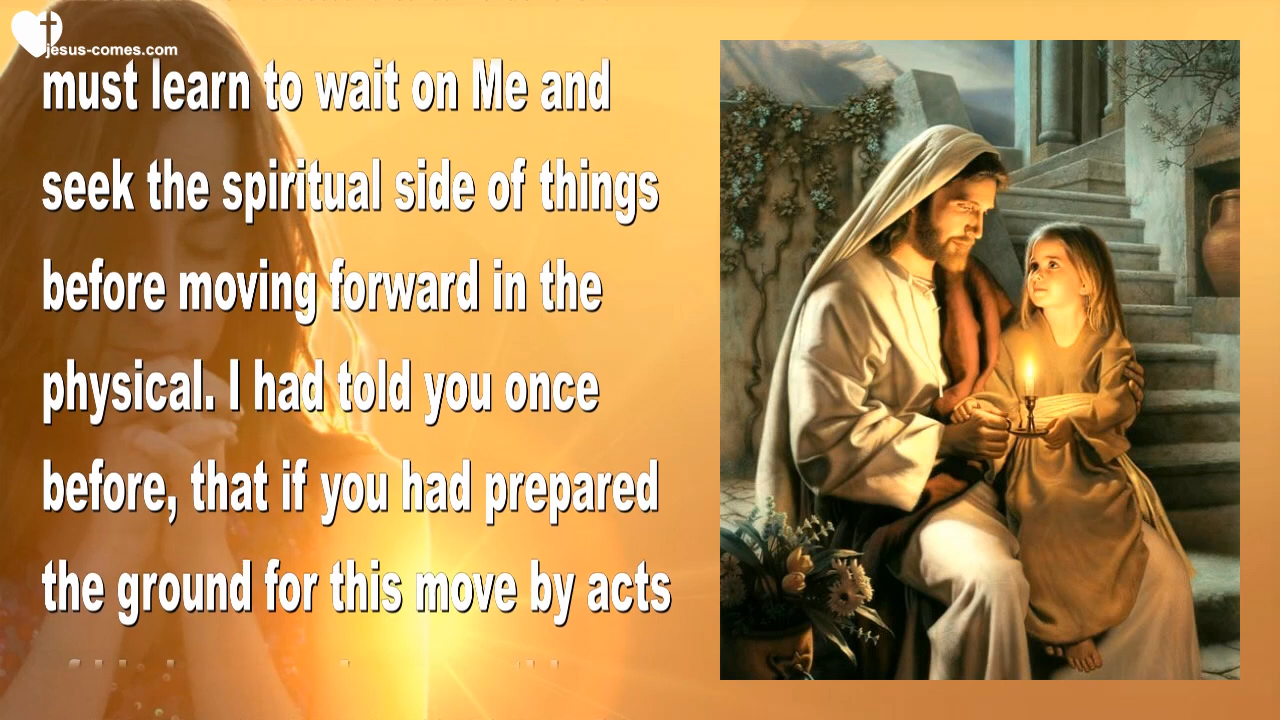 jesus-comes.com
must learn to wait on Me and
seek the spiritual side of things
before moving forward in the
physical. I had told you once
before, that if you had prepared
the ground for this move by acts